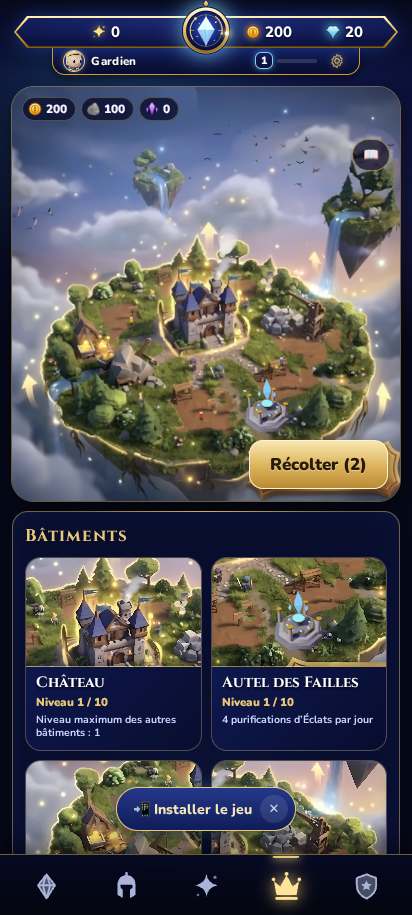 0
200
20
Gardien
1
200
100
0
Récolter (2)
Bâtiments
Château
Niveau 1 / 10
Niveau maximum des autres
bâtiments : 1
Autel des Failles
Niveau 1 / 10
4 purifications d'Éclats par jour
Installer le jeu
×